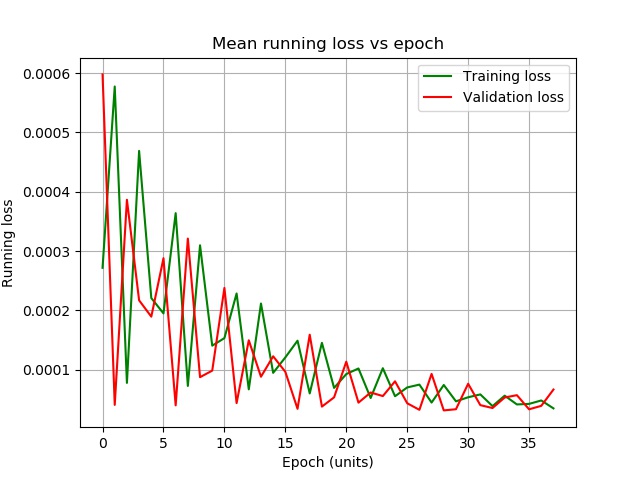 Mean running loss vs epoch
Training loss
Validation loss
0.0006
0.0005
0.0004
0.0003
0.0002
0.0001
Running loss
0 5 10 15 20 25 30 35
Epoch (units)